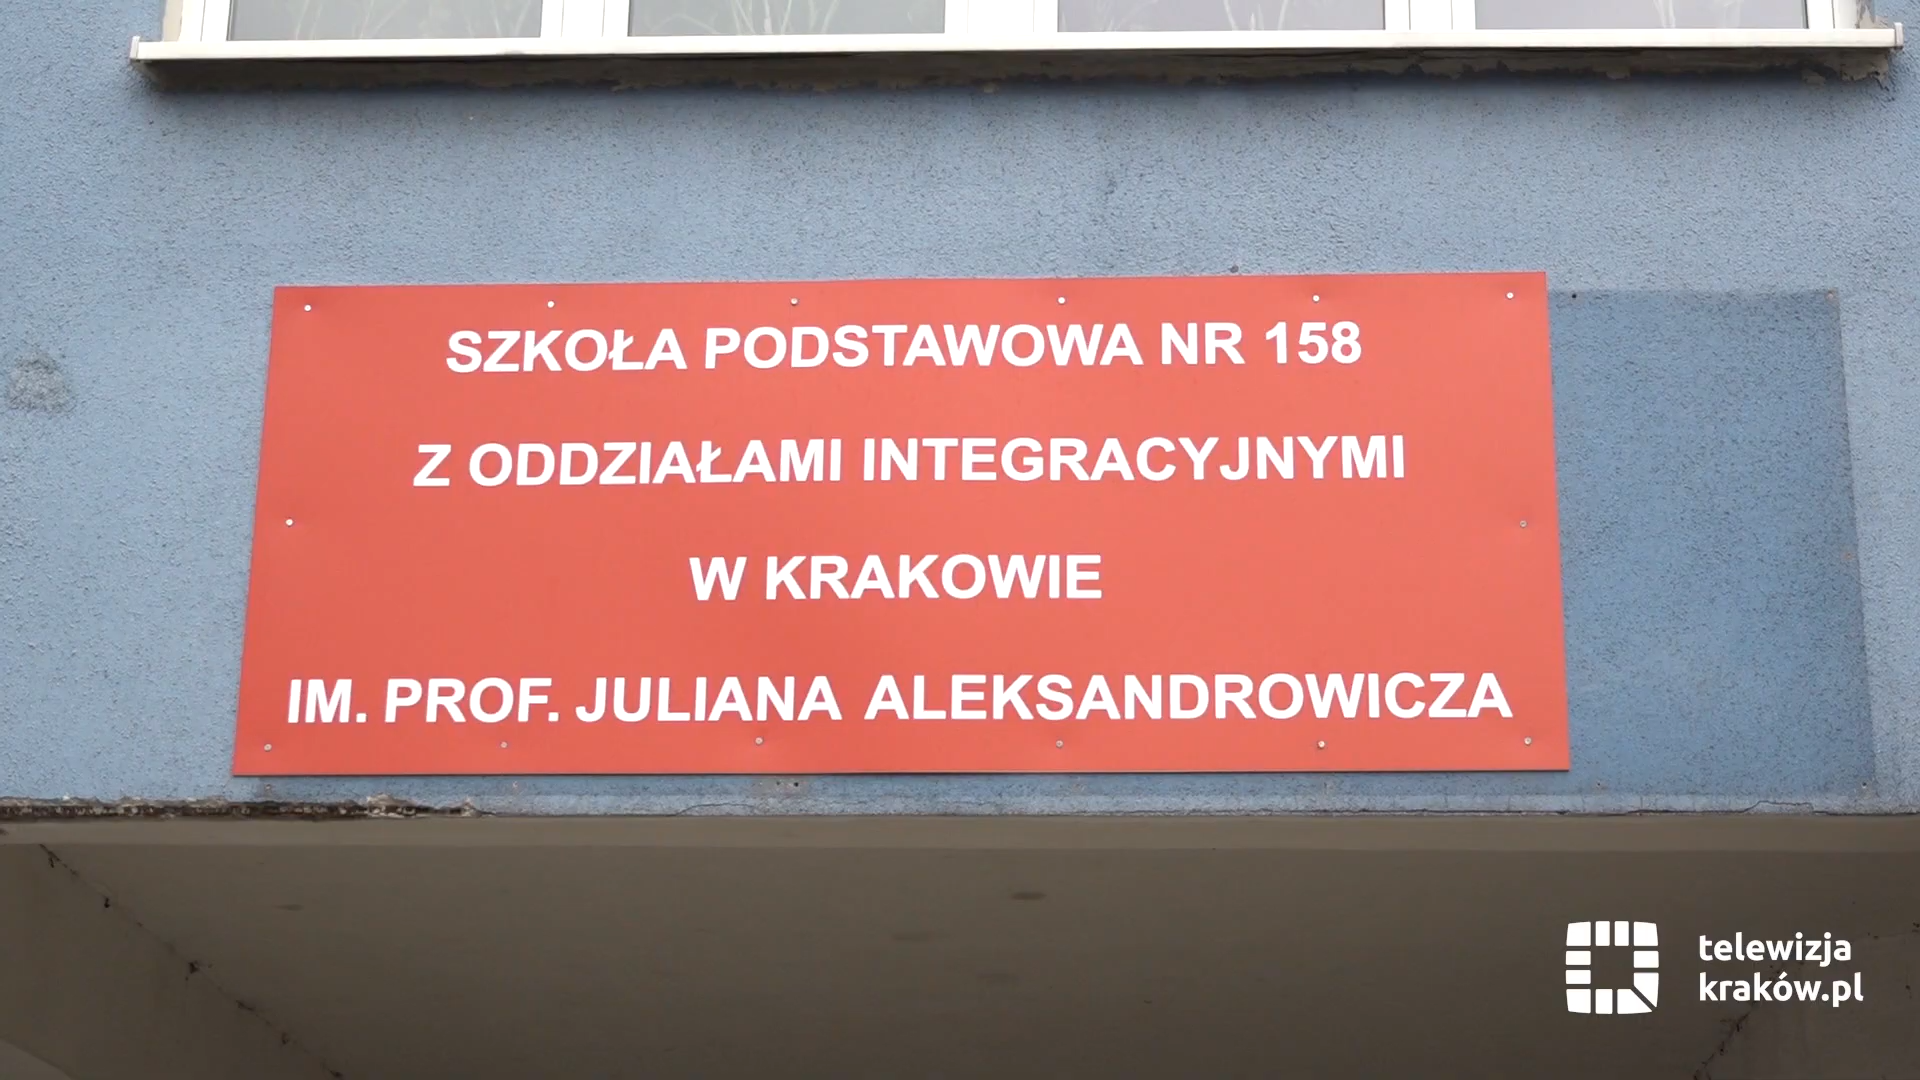 SZKOŁA PODSTAWOWA NR 158
Z ODDZIAŁAMI INTEGRACYJNYMI
W KRAKOWIE
IM. PROF. JULIANA ALEKSANDROWICZA
telewizja
kraków.pl